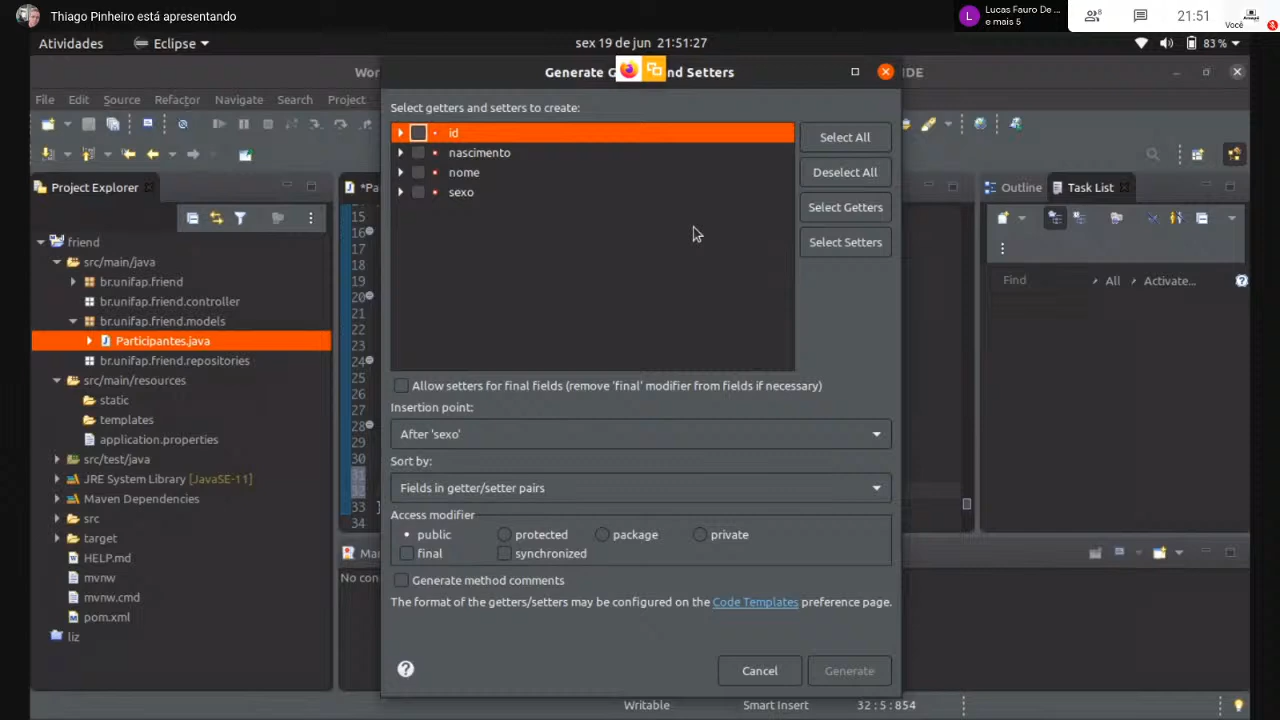 Thiago Pinheiro está apresentando
L
Lucas Fauro De ...
e mais 5
8
21:51
Você
Atividades
Eclipse
sex 19 de jun 21:51:27
83 %
Wor
Generate G
nd Setters
IDE
File Edit Source Refactor Navigate Search Project
Select getters and setters to create:
id
nascimento
nome
sexo
Select All
Deselect All
Select Getters
Select Setters
Project Explorer
*Pa
Outline
Task List
Find
All
Activate...
friend
src/main/java
br.unifap.friend
br.unifap.friend.controller
br.unifap.friend.models
Participantes.java
br.unifap.friend.repositories
src/main/resources
static
templates
application.properties
src/test/java
JRE System Library [JavaSE-11]
Maven Dependencies
src
target
HELP.md
mvnw
mvnw.cmd
pom.xml
liz
15
16
17
18
19
20
21
22
23
24
25
26
27
28
29
30
31
32
33
34
Allow setters for final fields (remove 'final' modifier from fields if necessary)
Insertion point:
After 'sexo'
Sort by:
Fields in getter/setter pairs
Access modifier
public protected package private
final synchronized
Generate method comments
The format of the getters/setters may be configured on the Code Templates preference page.
Mar
No con
?
Cancel
Generate
Writable
Smart Insert
32 : 5 : 854